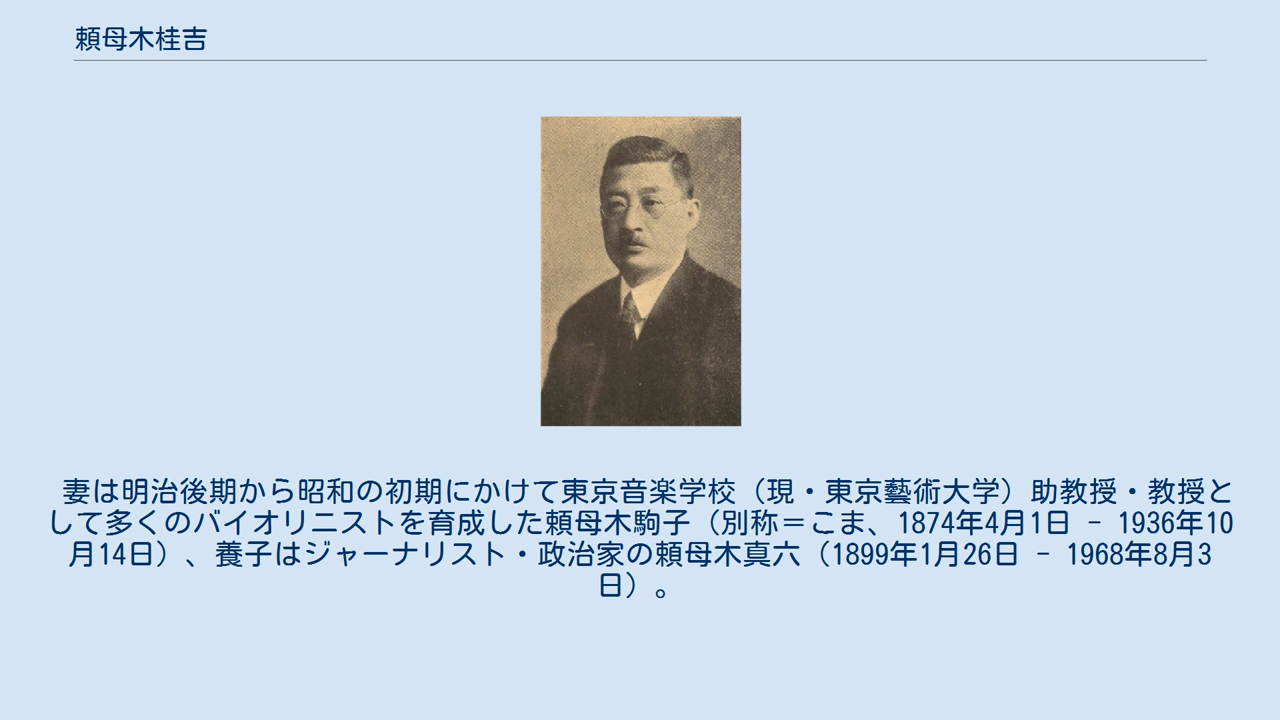 頼母木桂吉
妻は明治後期から昭和の初期にかけて東京音楽学校（現・東京藝術大学）助教授・教授と
して多くのバイオリニストを育成した頼母木駒子（別称＝こま、1874年4月1日 - 1936年10
月14日）、養子はジャーナリスト・政治家の頼母木真六（1899年1月26日 - 1968年8月3
日）。